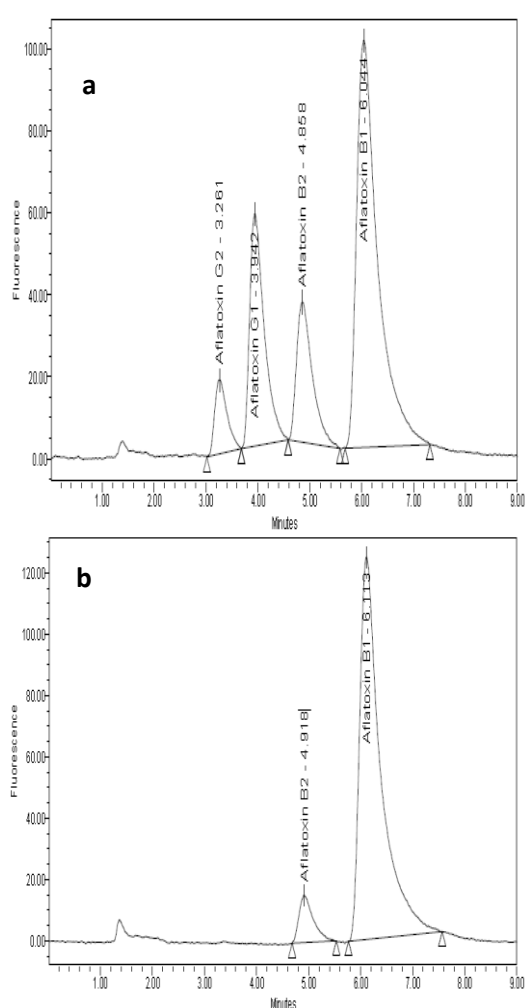 a
Fluorescence
100.00
80.00
60.00
40.00
20.00
0.00
Aflatoxin G2 - 3.261
Aflatoxin G1 - 3.942
Aflatoxin B2 - 4.858
Aflatoxin B1 - 6.044
1.00 2.00 3.00 4.00 5.00 6.00 7.00 8.00 9.00
Minutes
b
Fluorescence
120.00
100.00
80.00
60.00
40.00
20.00
0.00
Aflatoxin B2 - 4.918
Aflatoxin B1 - 6.113
1.00 2.00 3.00 4.00 5.00 6.00 7.00 8.00 9.00
Minutes